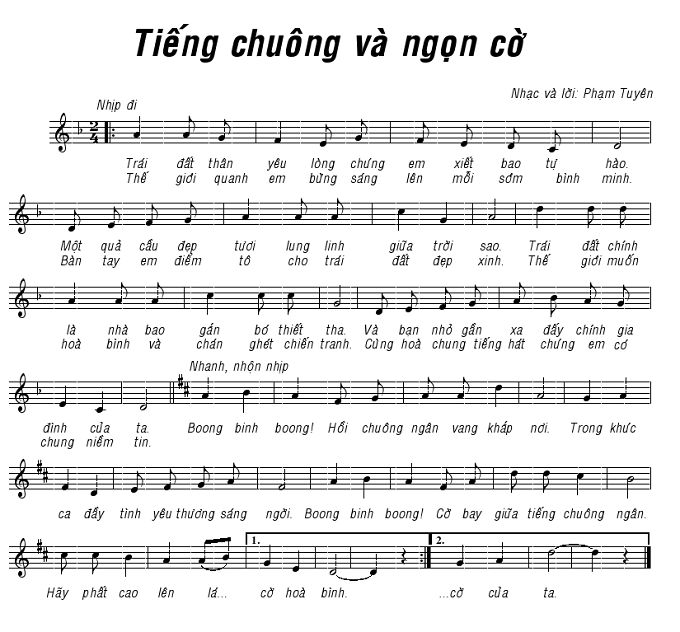 Tiếng chuông và ngọn cờ
Nhạc và lời: Phạm Tuyên
Nhịp đi
Trái đất thân yêu lòng chúng em xiết bao tự hào.
Thế giới quanh em bừng sáng lên mỗi sớm bình minh.
Một quả cầu đẹp tươi lung linh giữa trời sao. Trái đất chính
Bàn tay em điểm tô cho trái đất đẹp xinh. Thế giới muốn
là nhà bao gắn bó thiết tha. Và bạn nhỏ gần xa đấy chính gia
hoà bình và chán ghét chiến tranh. Cùng hoà chung tiếng hát chúng em có
Nhanh, nhộn nhịp
đình của ta. Boong binh boong! Hồi chuông ngân vang khắp nơi. Trong khúc
chung niềm tin.
ca đầy tình yêu thương sáng ngời. Boong binh boong! Cờ bay giữa tiếng chuông ngân.
1. 2.
Hãy phất cao lên lá... cờ hoà bình. ...cờ của ta.